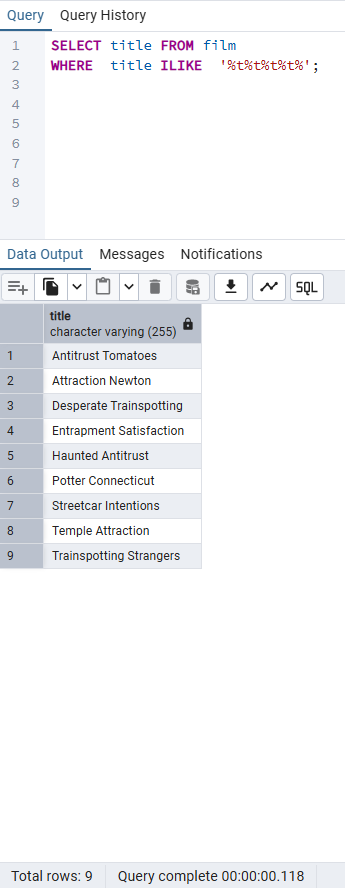 Query Query History
1 SELECT title FROM film
2 WHERE  title ILIKE  '%t%t%t%t%';
3
4
5
6
7
8
9
Data Output Messages Notifications
SQL
title
character varying (255)
1 Antitrust Tomatoes
2 Attraction Newton
3 Desperate Trainspotting
4 Entrapment Satisfaction
5 Haunted Antitrust
6 Potter Connecticut
7 Streetcar Intentions
8 Temple Attraction
9 Trainspotting Strangers
Total rows: 9 Query complete 00:00:00.118